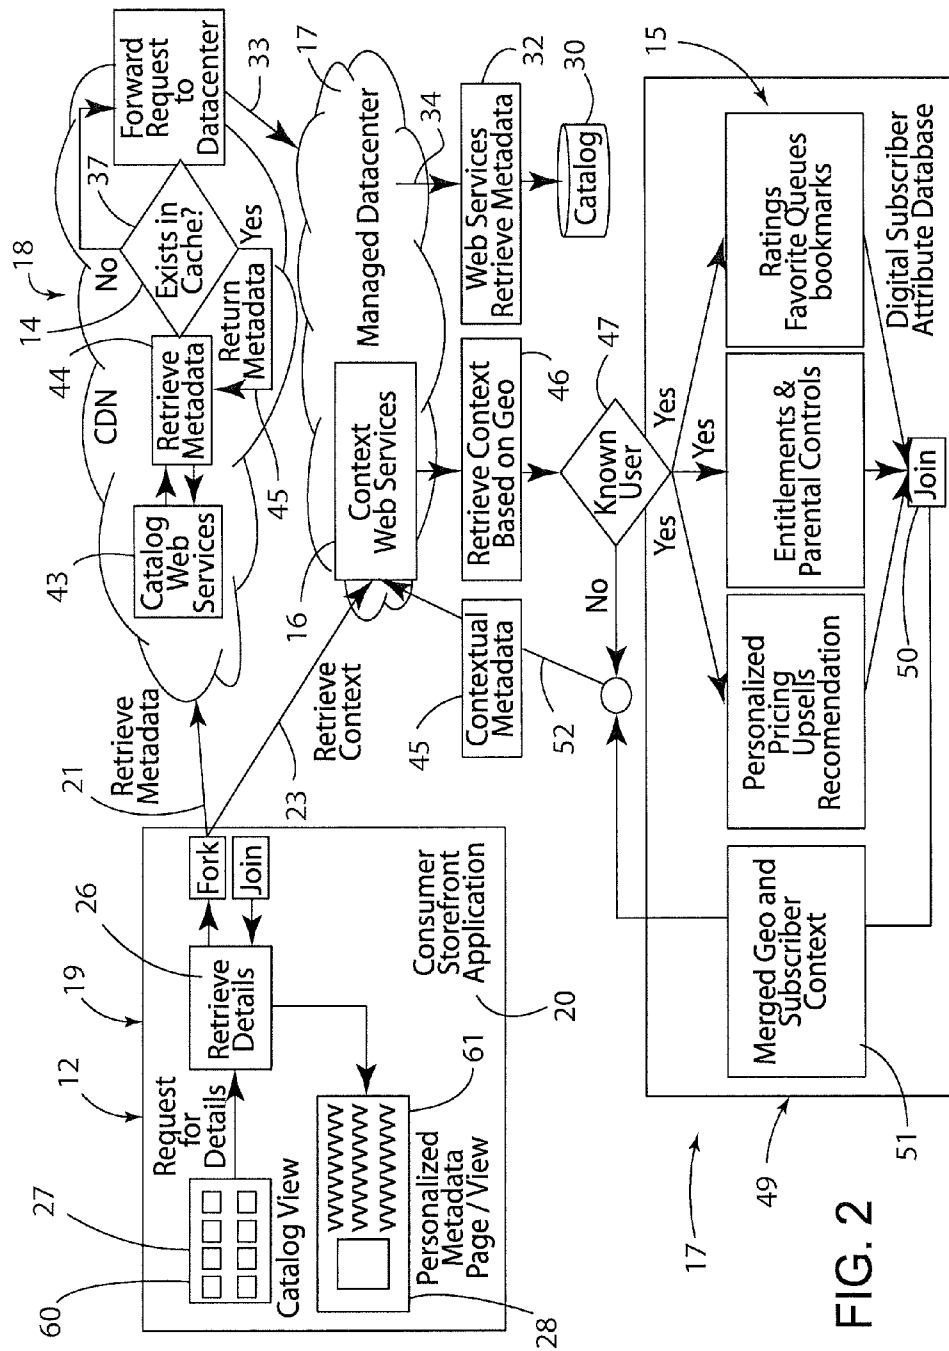 12
19
60
27
Request
for
Details
26
Retrieve
Details
Fork
Join
Catalog View
VVVVVVVVV
VVVVVVVVV
VVVVVVVVV
61
Personalized
Metadata
Page / View
28
20
Consumer
Storefront
Application
21
Retrieve
Metadata
23
Retrieve
Context
18
CDN
43
Catalog
Web
Services
44
Retrieve
Metadata
14
Exists in
Cache?
No
Yes
37
Forward
Request
to
Datacenter
Return
Metadata
45
33
17
Managed Datacenter
16
Context
Web Services
34
32
Web Services
Retrieve Metadata
30
Catalog
45
Contextual
Metadata
52
Retrieve Context
Based on Geo
46
47
Known
User
No
Yes
Yes
Yes
15
17
49
Merged Geo and
Subscriber
Context
51
Personalized
Pricing
Upsells
Recomendation
Entitlements &
Parental Controls
Ratings
Favorite Queues
bookmarks
50
Join
Digital Subscriber
Attribute Database
FIG. 2